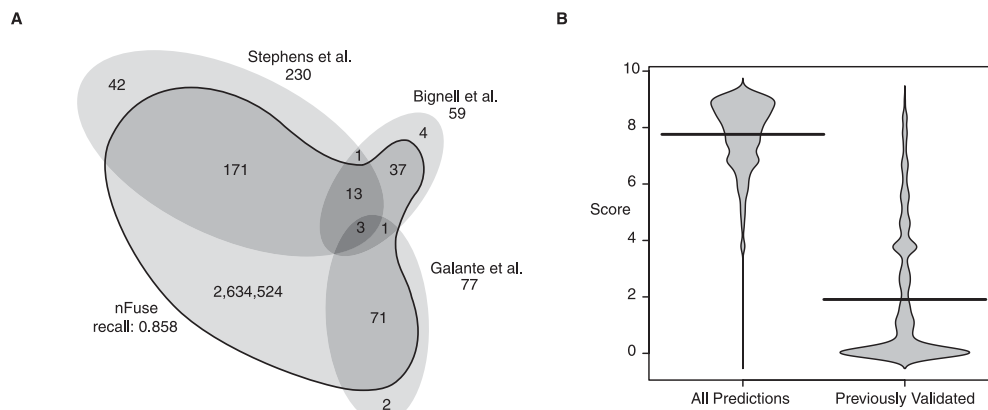 A
B
Stephens et al.
230
42
Bignell et al.
59
4
1
37
171
13
3
1
Galante et al.
77
2,634,524
nFuse
recall: 0.858
71
2
10
8
6
Score
4
2
0
All Predictions
Previously Validated